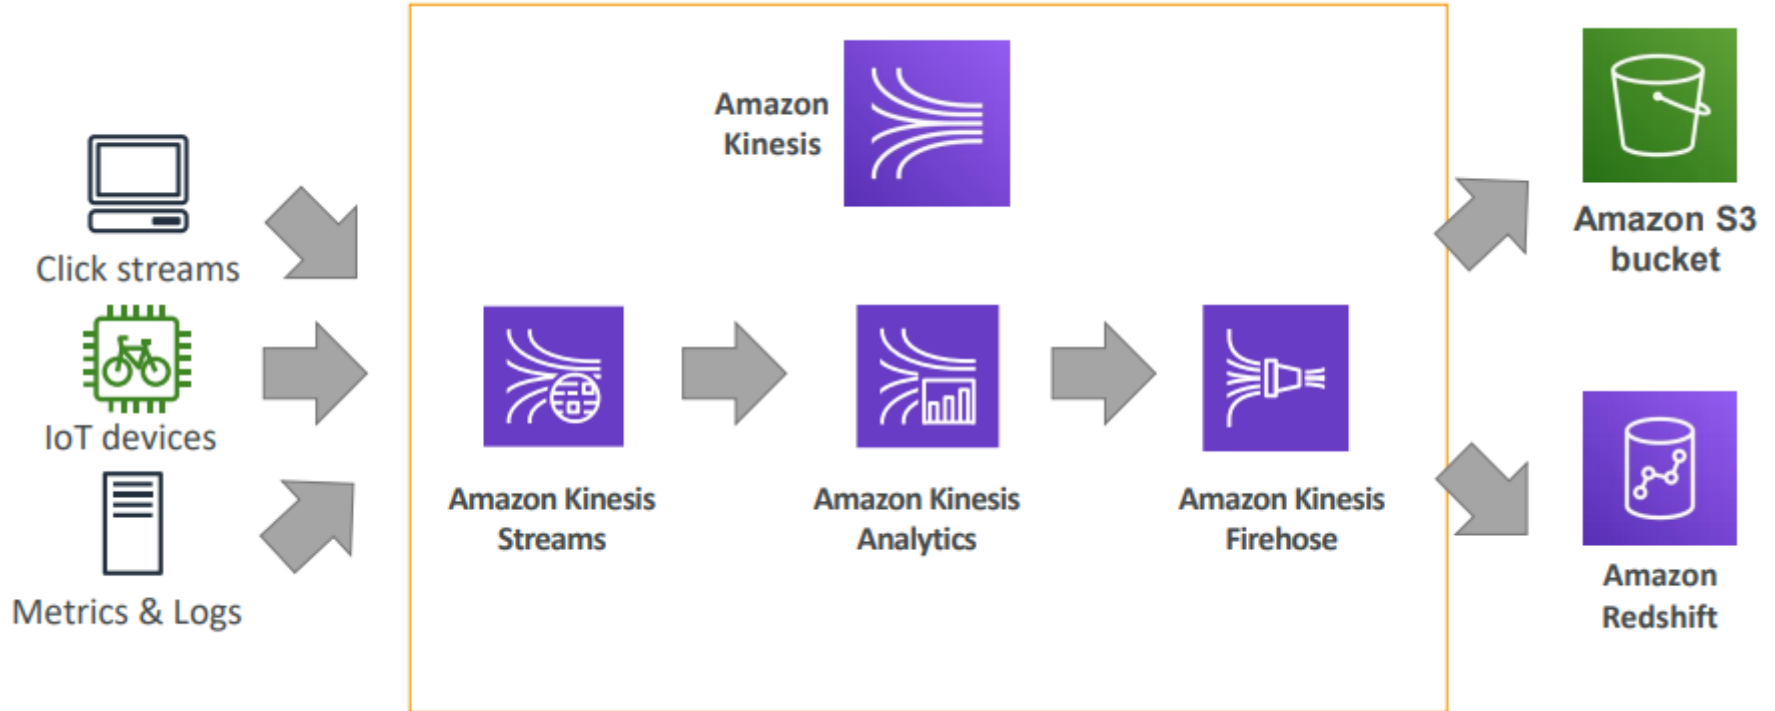 Amazon
Kinesis
Click streams
IoT devices
Metrics & Logs
Amazon Kinesis
Streams
Amazon Kinesis
Analytics
Amazon Kinesis
Firehose
Amazon S3
bucket
Amazon
Redshift